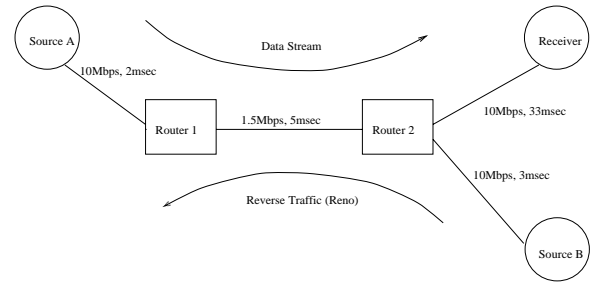 Source A
Data Stream
Receiver
10Mbps, 2msec
10Mbps, 33msec
Router 1
1.5Mbps, 5msec
Router 2
10Mbps, 3msec
Reverse Traffic (Reno)
Source B